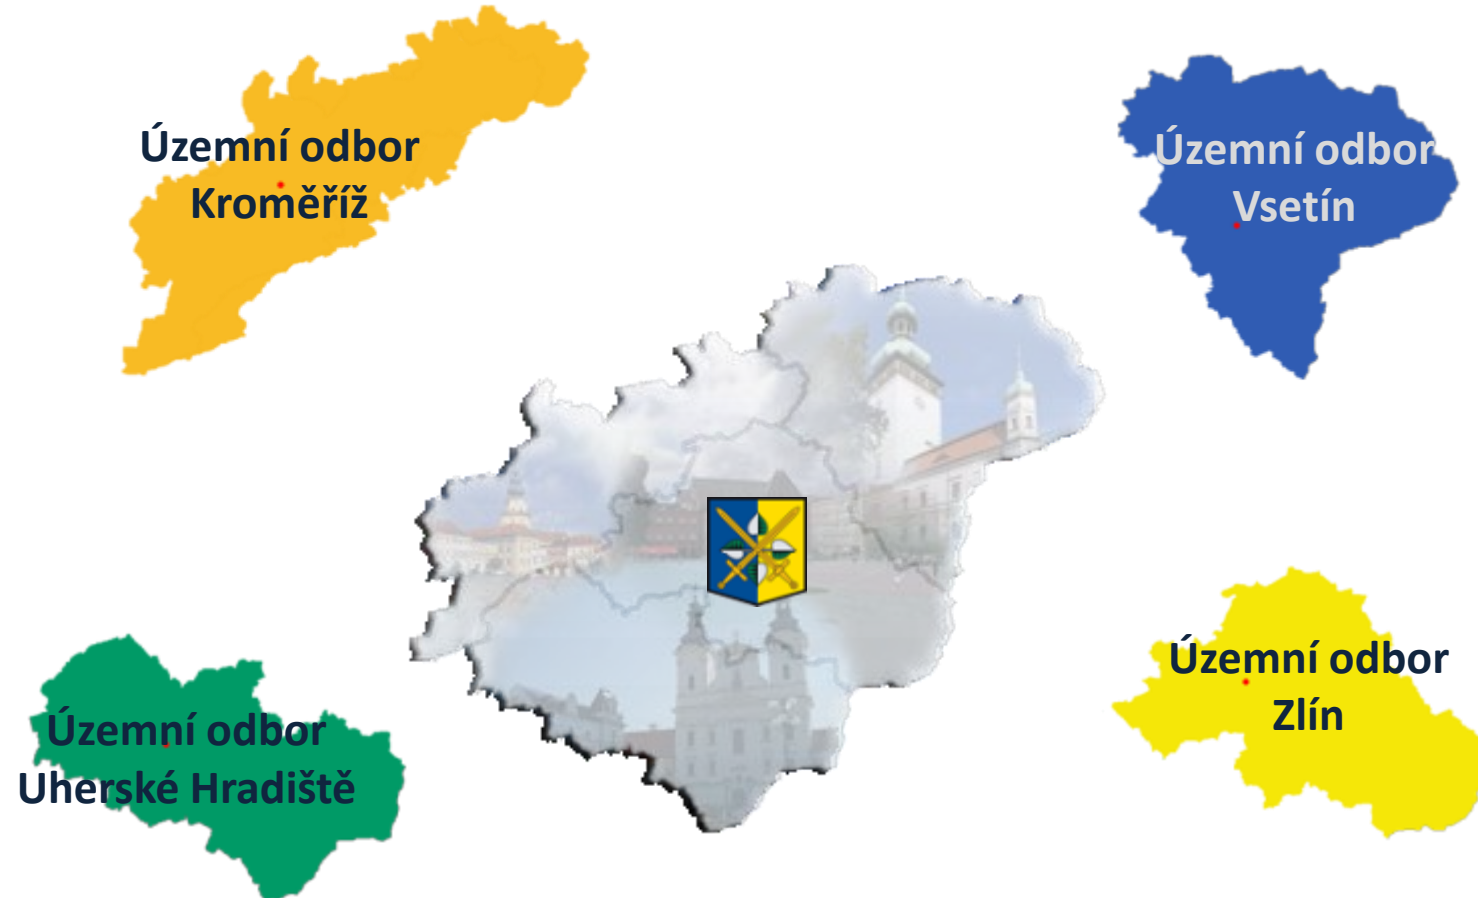 Územní odbor
Kroměříž
Územní odbor
Vsetín
Územní odbor
Uherské Hradiště
Územní odbor
Zlín